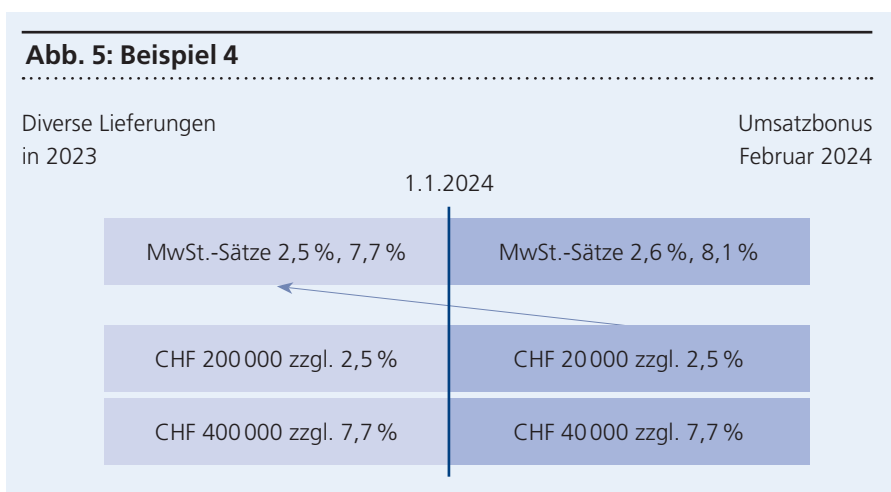 Abb. 5: Beispiel 4
Diverse Lieferungen
in 2023
Umsatzbonus
Februar 2024
1.1.2024
MwSt.-Sätze 2,5 %, 7,7 %
MwSt.-Sätze 2,6 %, 8,1 %
CHF 200 000 zzgl. 2,5 %
CHF 20 000 zzgl. 2,5 %
CHF 400 000 zzgl. 7,7 %
CHF 40 000 zzgl. 7,7 %